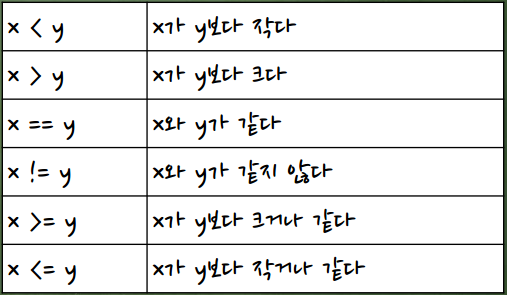 x < y x가 y보다 작다
x > y x가 y보다 크다
x == y x와 y가 같다
x != y x와 y가 같지 않다
x >= y x가 y보다 크거나 같다
x <= y x가 y보다 작거나 같다